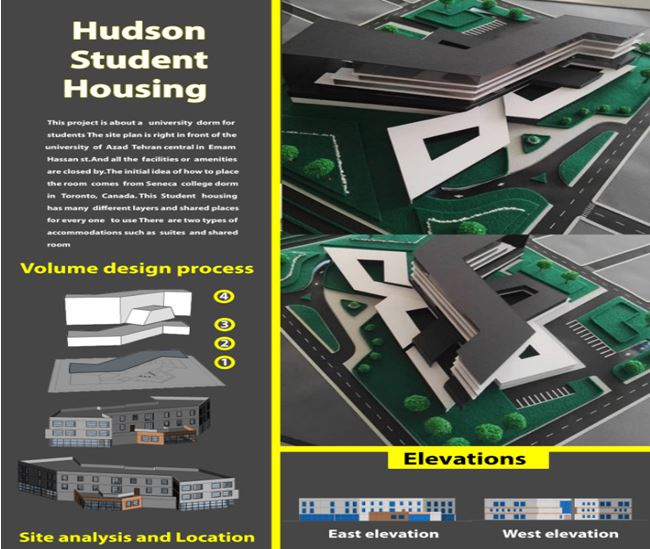 Hudson
Student
Housing
This project is about a university dorm for
students The site plan is right in front of the
university of Azad Tehran central in Emam
Hassan st.And all the facilities or amenities
are closed by.The initial idea of how to place
the room comes from Seneca college dorm
in Toronto, Canada. This Student housing
has many different layers and shared places
for every one to use There are two types of
accommodations such as suites and shared
room
Volume design process
4
3
2
1
Site analysis and Location
Elevations
East elevation
West elevation